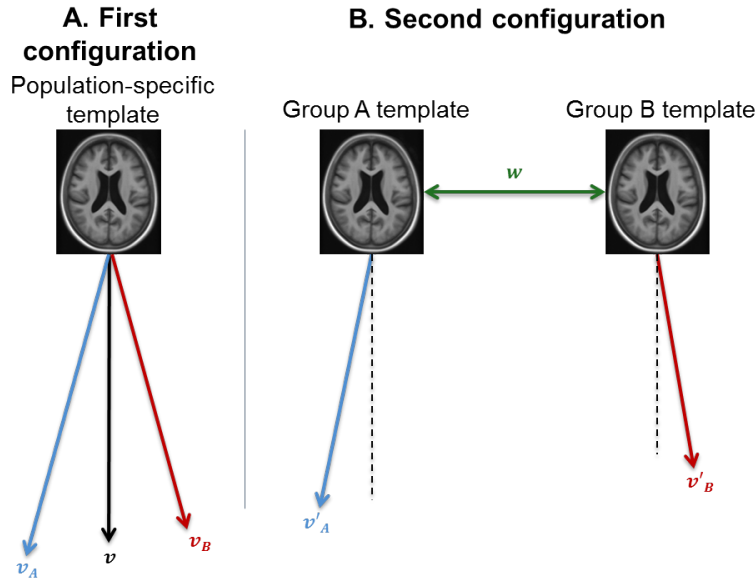 A. First
configuration
Population-specific
template
B. Second configuration
Group A template
Group B template
w
v'_A
v'_B
v_A
v
v_B